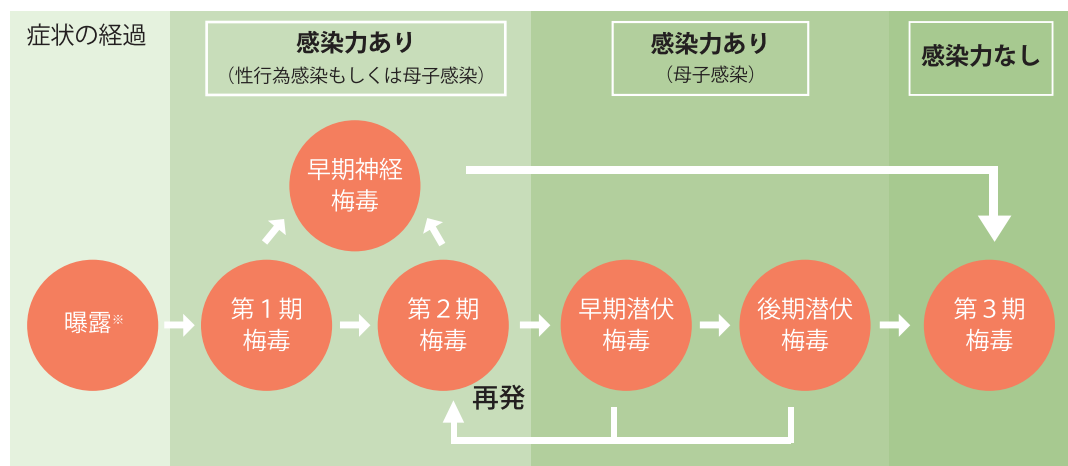 症状の経過
感染力あり
（性行為感染もしくは母子感染）
感染力あり
（母子感染）
感染力なし
早期神経
梅毒
曝露※
第1期
梅毒
第2期
梅毒
早期潜伏
梅毒
後期潜伏
梅毒
第3期
梅毒
再発